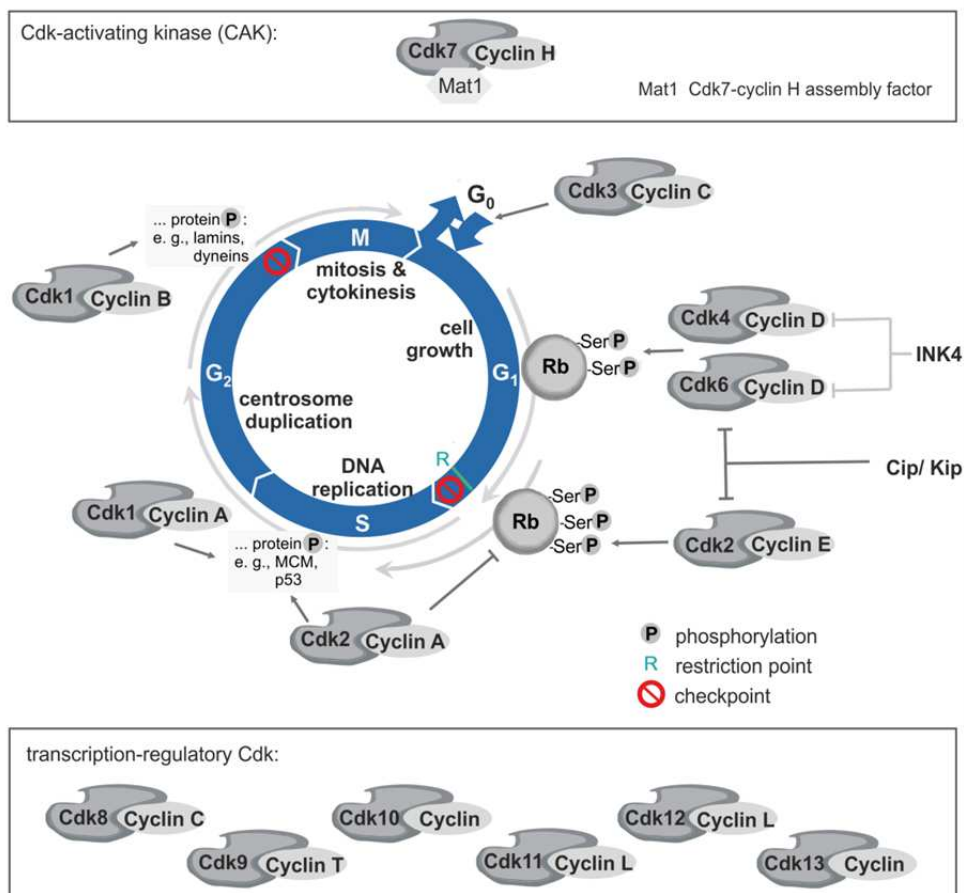 Cdk-activating kinase (CAK):
Cdk7 Cyclin H
Mat1
Mat1 Cdk7-cyclin H assembly factor
G0
Cdk3 Cyclin C
... protein P :
e. g., lamins,
dyneins
Cdk1 Cyclin B
M
mitosis &
cytokinesis
cell
growth
G1
G2
centrosome
duplication
Rb
-Ser P
-Ser P
Cdk4 Cyclin D
Cdk6 Cyclin D
INK4
Cip/ Kip
DNA
replication
R
S
Cdk1 Cyclin A
... protein P :
e. g., MCM,
p53
Cdk2 Cyclin A
Rb
-Ser P
-Ser P
-Ser P
Cdk2 Cyclin E
P phosphorylation
R restriction point
checkpoint
transcription-regulatory Cdk:
Cdk8 Cyclin C
Cdk9 Cyclin T
Cdk10 Cyclin
Cdk11 Cyclin L
Cdk12 Cyclin L
Cdk13 Cyclin